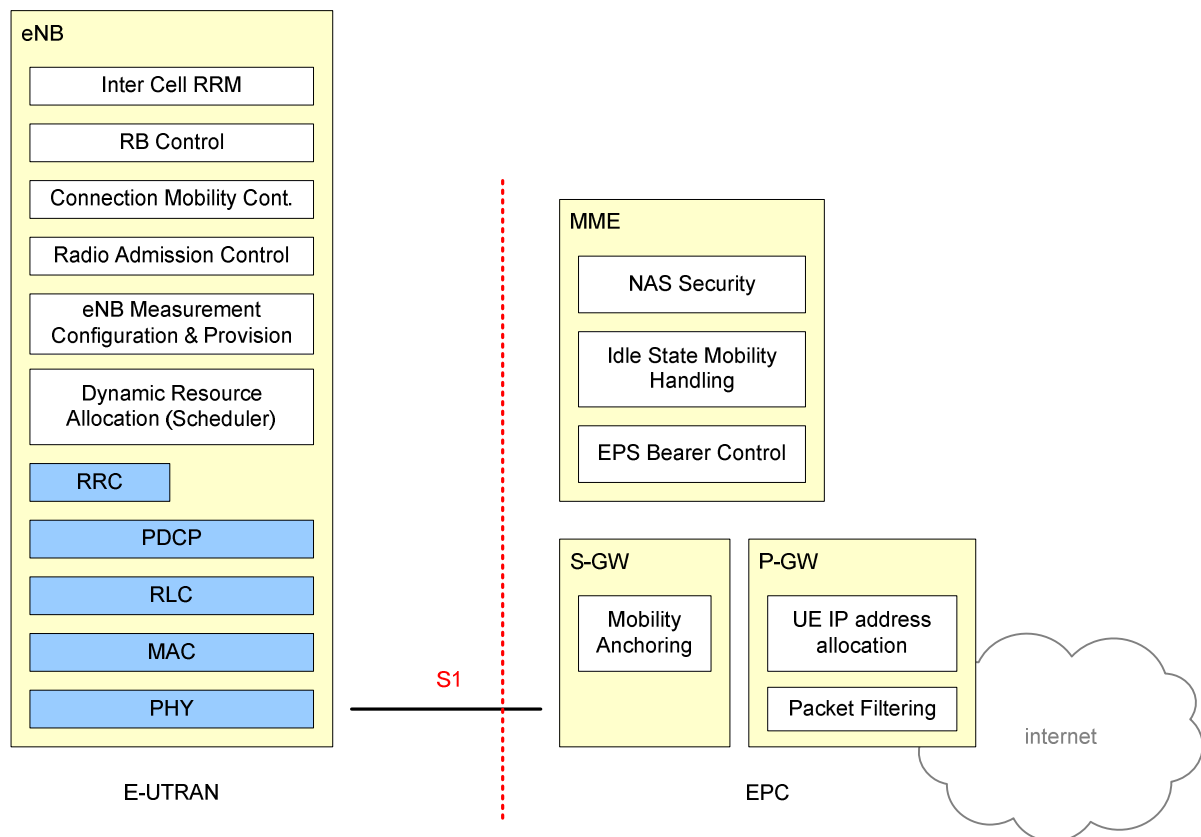 eNB
Inter Cell RRM
RB Control
Connection Mobility Cont.
Radio Admission Control
eNB Measurement
Configuration & Provision
Dynamic Resource
Allocation (Scheduler)
RRC
PDCP
RLC
MAC
PHY
E-UTRAN
S1
MME
NAS Security
Idle State Mobility
Handling
EPS Bearer Control
S-GW
Mobility
Anchoring
P-GW
UE IP address
allocation
Packet Filtering
internet
EPC